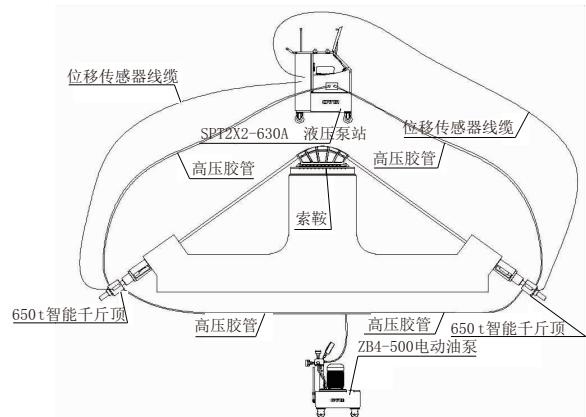 位移传感器线缆
SPT2X2-630A 液压泵站
位移传感器线缆
高压胶管
高压胶管
索鞍
650t智能千斤顶
高压胶管
高压胶管
650t智能千斤顶
ZB4-500电动油泵